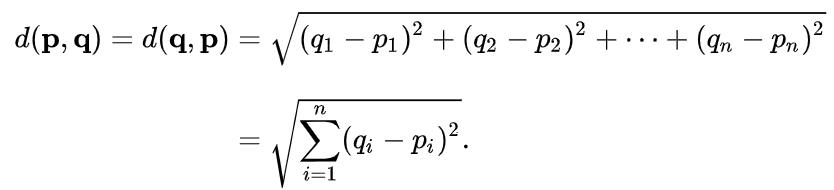 d(𝐩, 𝐪) = d(𝐪, 𝐩) = √((q₁ − p₁)² + (q₂ − p₂)² + ⋯ + (qₙ − pₙ)²)
= √(∑ᵢ₌₁ⁿ (qᵢ − pᵢ)²).